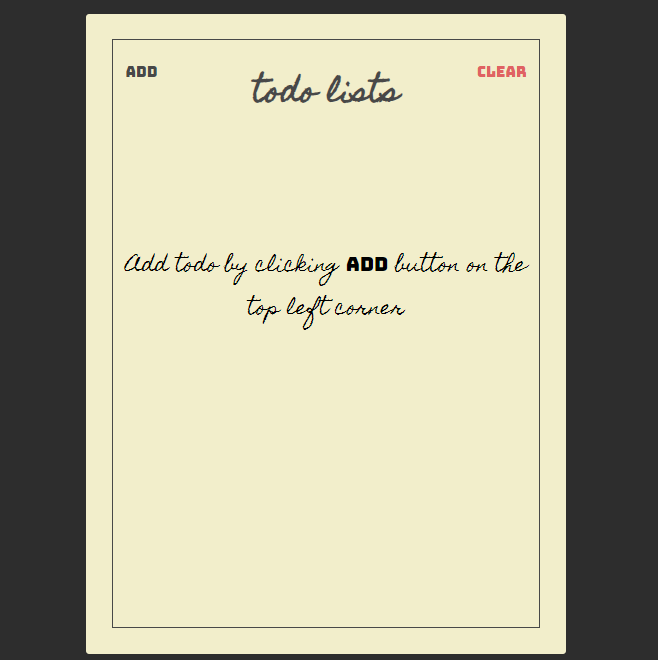 ADD
todo lists
CLEAR
Add todo by clicking ADD button on the
top left corner